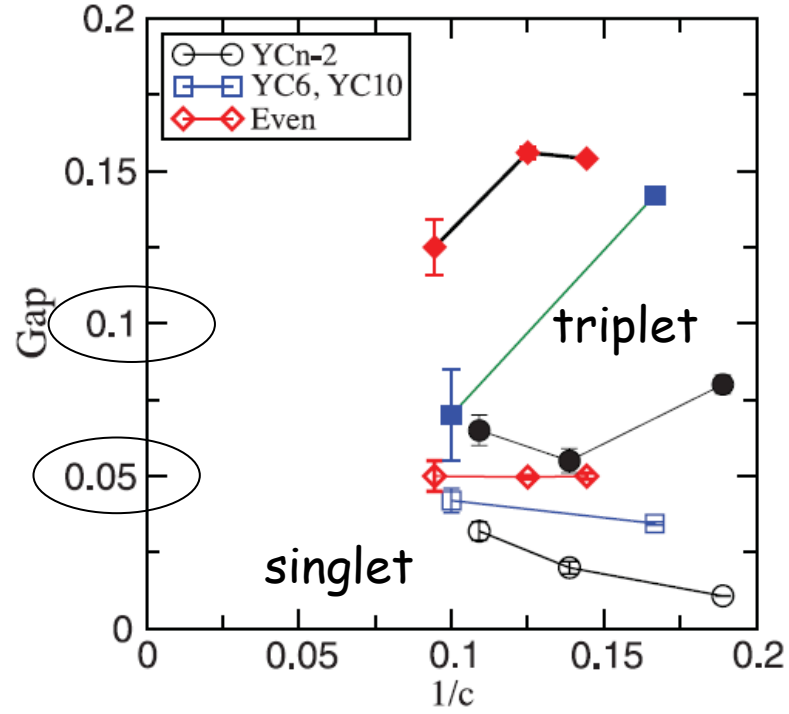 0.2
YCn-2
YC6, YC10
Even
0.15
Gap
0.1
triplet
0.05
singlet
0
0 0.05 0.1 0.15 0.2
1/c